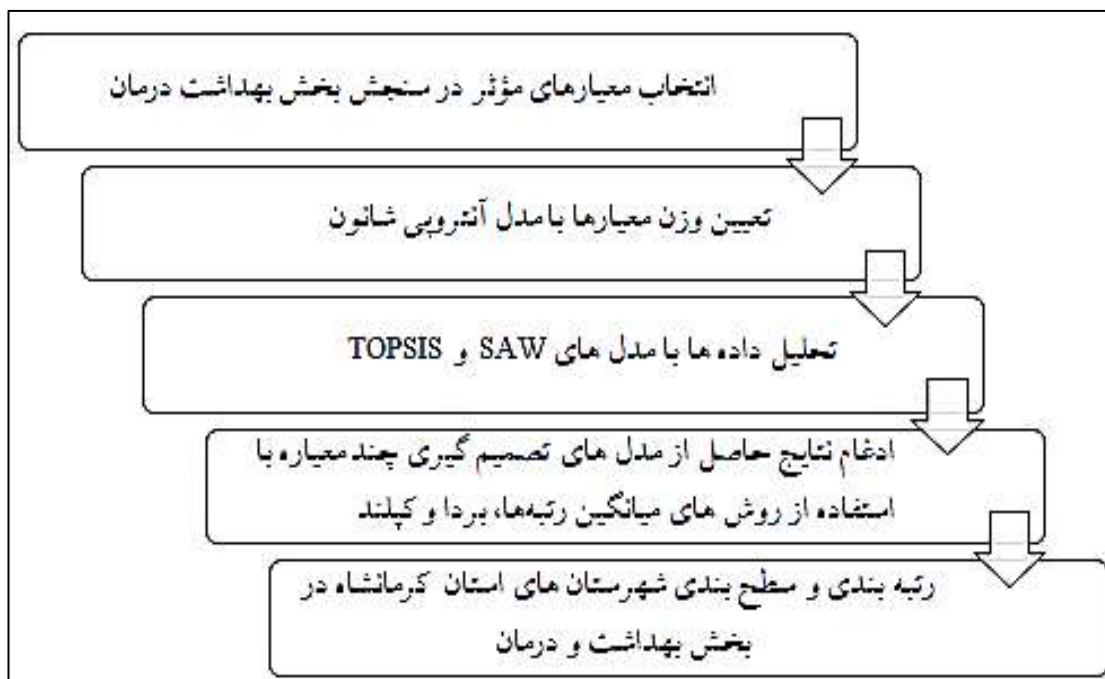 انتخاب معیارهای مؤثر در سنجش بخش بهداشت درمان
تعیین وزن معیارها با مدل آنتروپی شانون
تحلیل داده ها با مدل های SAW و TOPSIS
ادغام نتایج حاصل از مدل های تصمیم گیری چند معیاره با
استفاده از روش های میانگین رتبه‌ها، بردا و کپلند
رتبه بندی و سطح بندی شهرستان های استان کرمانشاه در
بخش بهداشت و درمان